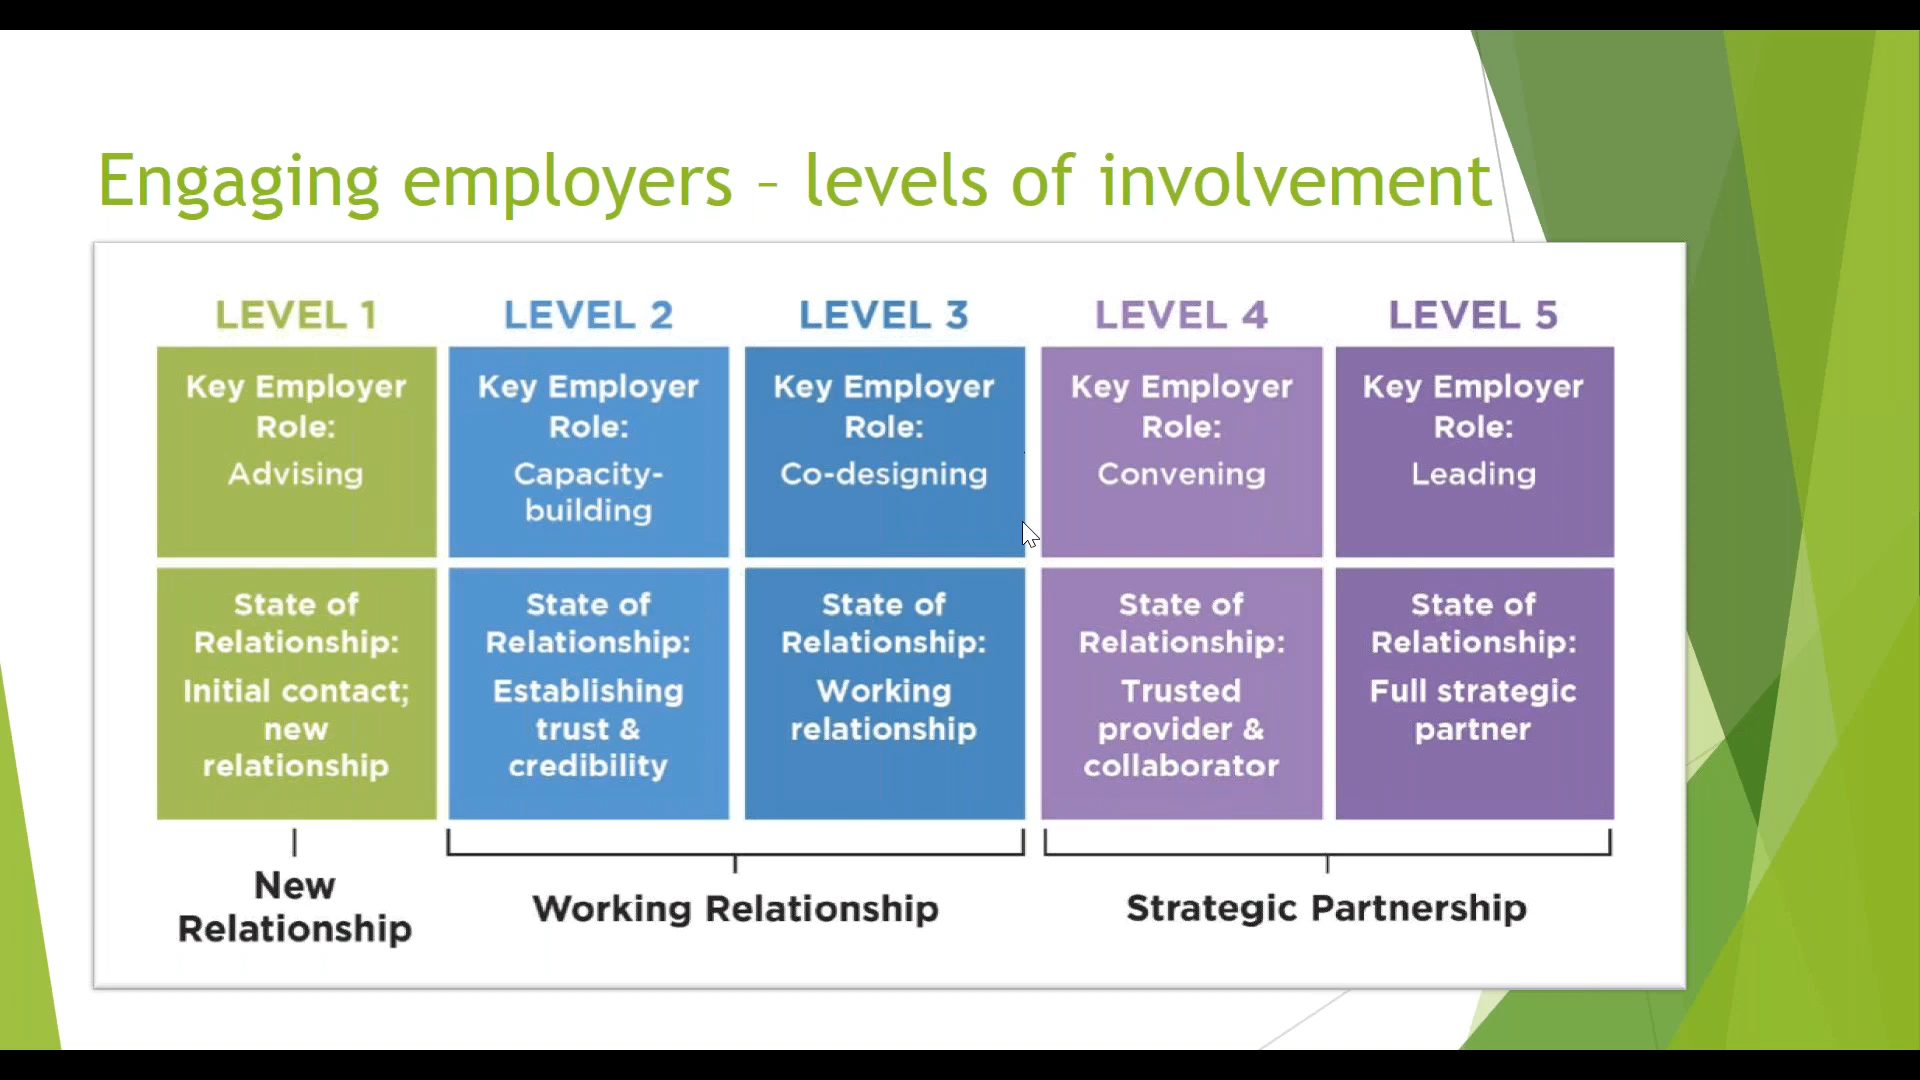 Engaging employers – levels of involvement
LEVEL 1
Key Employer
Role:
Advising
State of
Relationship:
Initial contact;
new
relationship
LEVEL 2
Key Employer
Role:
Capacity-
building
State of
Relationship:
Establishing
trust &
credibility
LEVEL 3
Key Employer
Role:
Co-designing
State of
Relationship:
Working
relationship
LEVEL 4
Key Employer
Role:
Convening
State of
Relationship:
Trusted
provider &
collaborator
LEVEL 5
Key Employer
Role:
Leading
State of
Relationship:
Full strategic
partner
New
Relationship
Working Relationship
Strategic Partnership